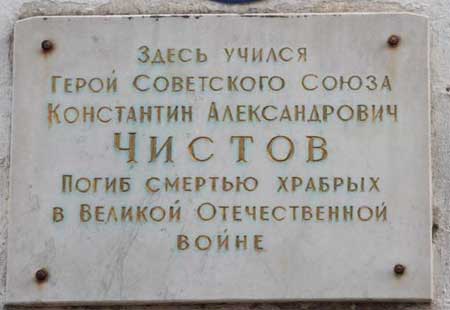 Здесь учился
Герой Советского Союза
Константин Александрович
Чистов
Погиб смертью храбрых
в Великой Отечественной
войне